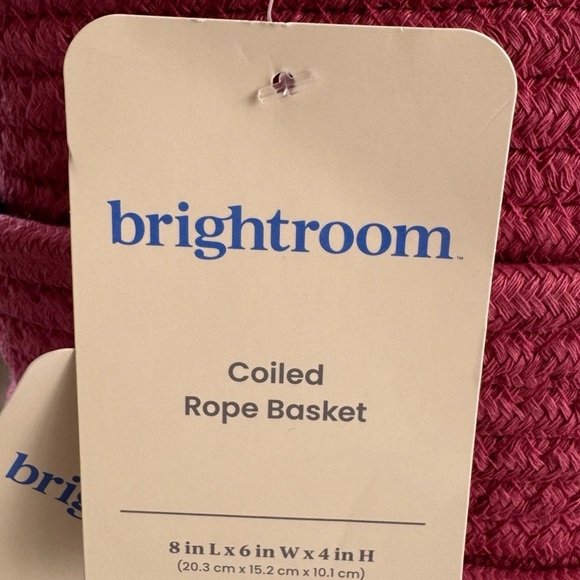 brightroom™
Coiled
Rope Basket
8 in L x 6 in W x 4 in H
(20.3 cm x 15.2 cm x 10.1 cm)
brig